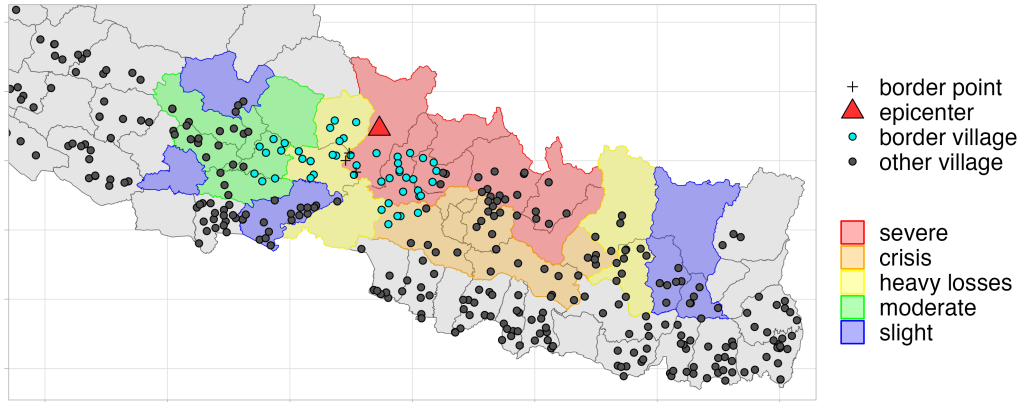 border point
epicenter
border village
other village
severe
crisis
heavy losses
moderate
slight